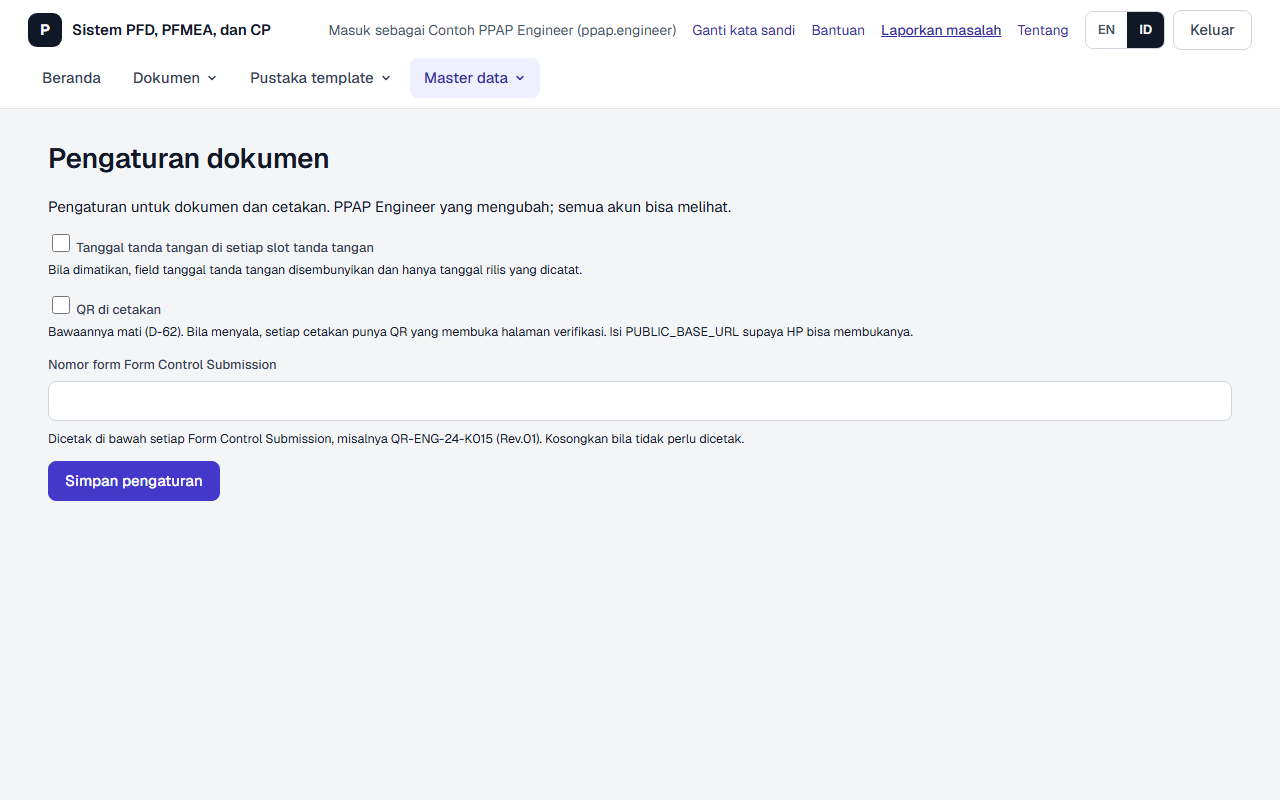 P
Sistem PFD, PFMEA, dan CP
Masuk sebagai Contoh PPAP Engineer (ppap.engineer)
Ganti kata sandi
Bantuan
Laporkan masalah
Tentang
EN
ID
Keluar
Beranda
Dokumen
Pustaka template
Master data
Pengaturan dokumen
Pengaturan untuk dokumen dan cetakan. PPAP Engineer yang mengubah; semua akun bisa melihat.
Tanggal tanda tangan di setiap slot tanda tangan
Bila dimatikan, field tanggal tanda tangan disembunyikan dan hanya tanggal rilis yang dicatat.
QR di cetakan
Bawaannya mati (D-62). Bila menyala, setiap cetakan punya QR yang membuka halaman verifikasi. Isi PUBLIC_BASE_URL supaya HP bisa membukanya.
Nomor form Form Control Submission
Dicetak di bawah setiap Form Control Submission, misalnya QR-ENG-24-K015 (Rev.01). Kosongkan bila tidak perlu dicetak.
Simpan pengaturan